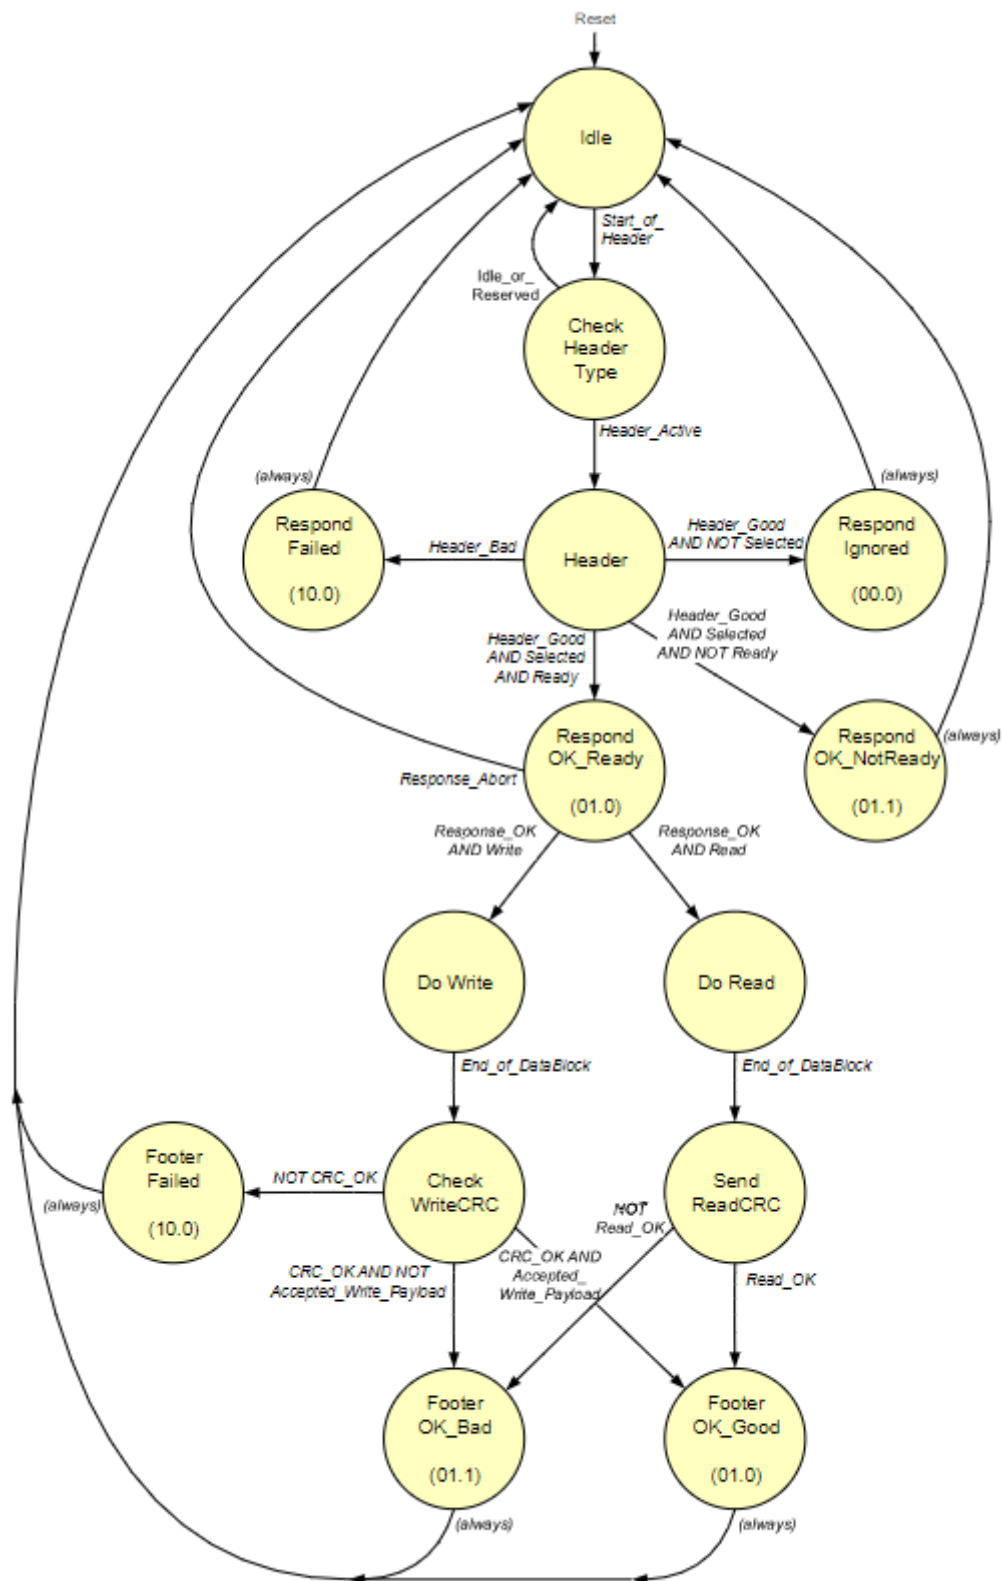 Reset
Idle
Start_of_
Header
Idle_or_
Reserved
Check
Header
Type
Header_Active
(always)
(always)
Respond
Failed
(10.0)
Header_Bad
Header
Header_Good
AND NOT Selected
Respond
Ignored
(00.0)
Header_Good
AND Selected
AND Ready
Header_Good
AND Selected
AND NOT Ready
Respond
OK_Ready
(01.0)
Respond
OK_NotReady
(01.1)
(always)
Response_Abort
Response_OK
AND Write
Response_OK
AND Read
Do Write
Do Read
End_of_DataBlock
End_of_DataBlock
Footer
Failed
(10.0)
(always)
NOT CRC_OK
Check
WriteCRC
Send
ReadCRC
NOT
Read_OK
CRC_OK AND NOT
Accepted_Write_Payload
CRC_OK AND
Accepted_
Write_Payload
Read_OK
Footer
OK_Bad
(01.1)
Footer
OK_Good
(01.0)
(always)
(always)